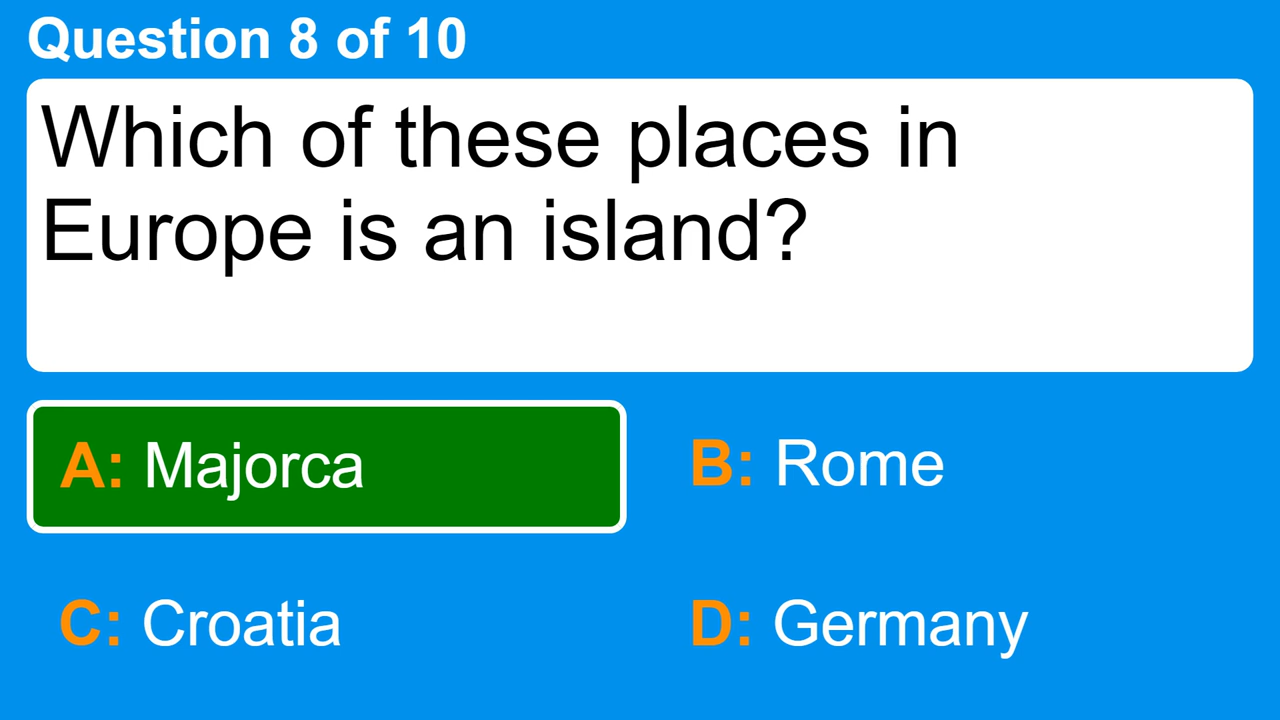 Question 8 of 10
Which of these places in
Europe is an island?
A: Majorca
B: Rome
C: Croatia
D: Germany